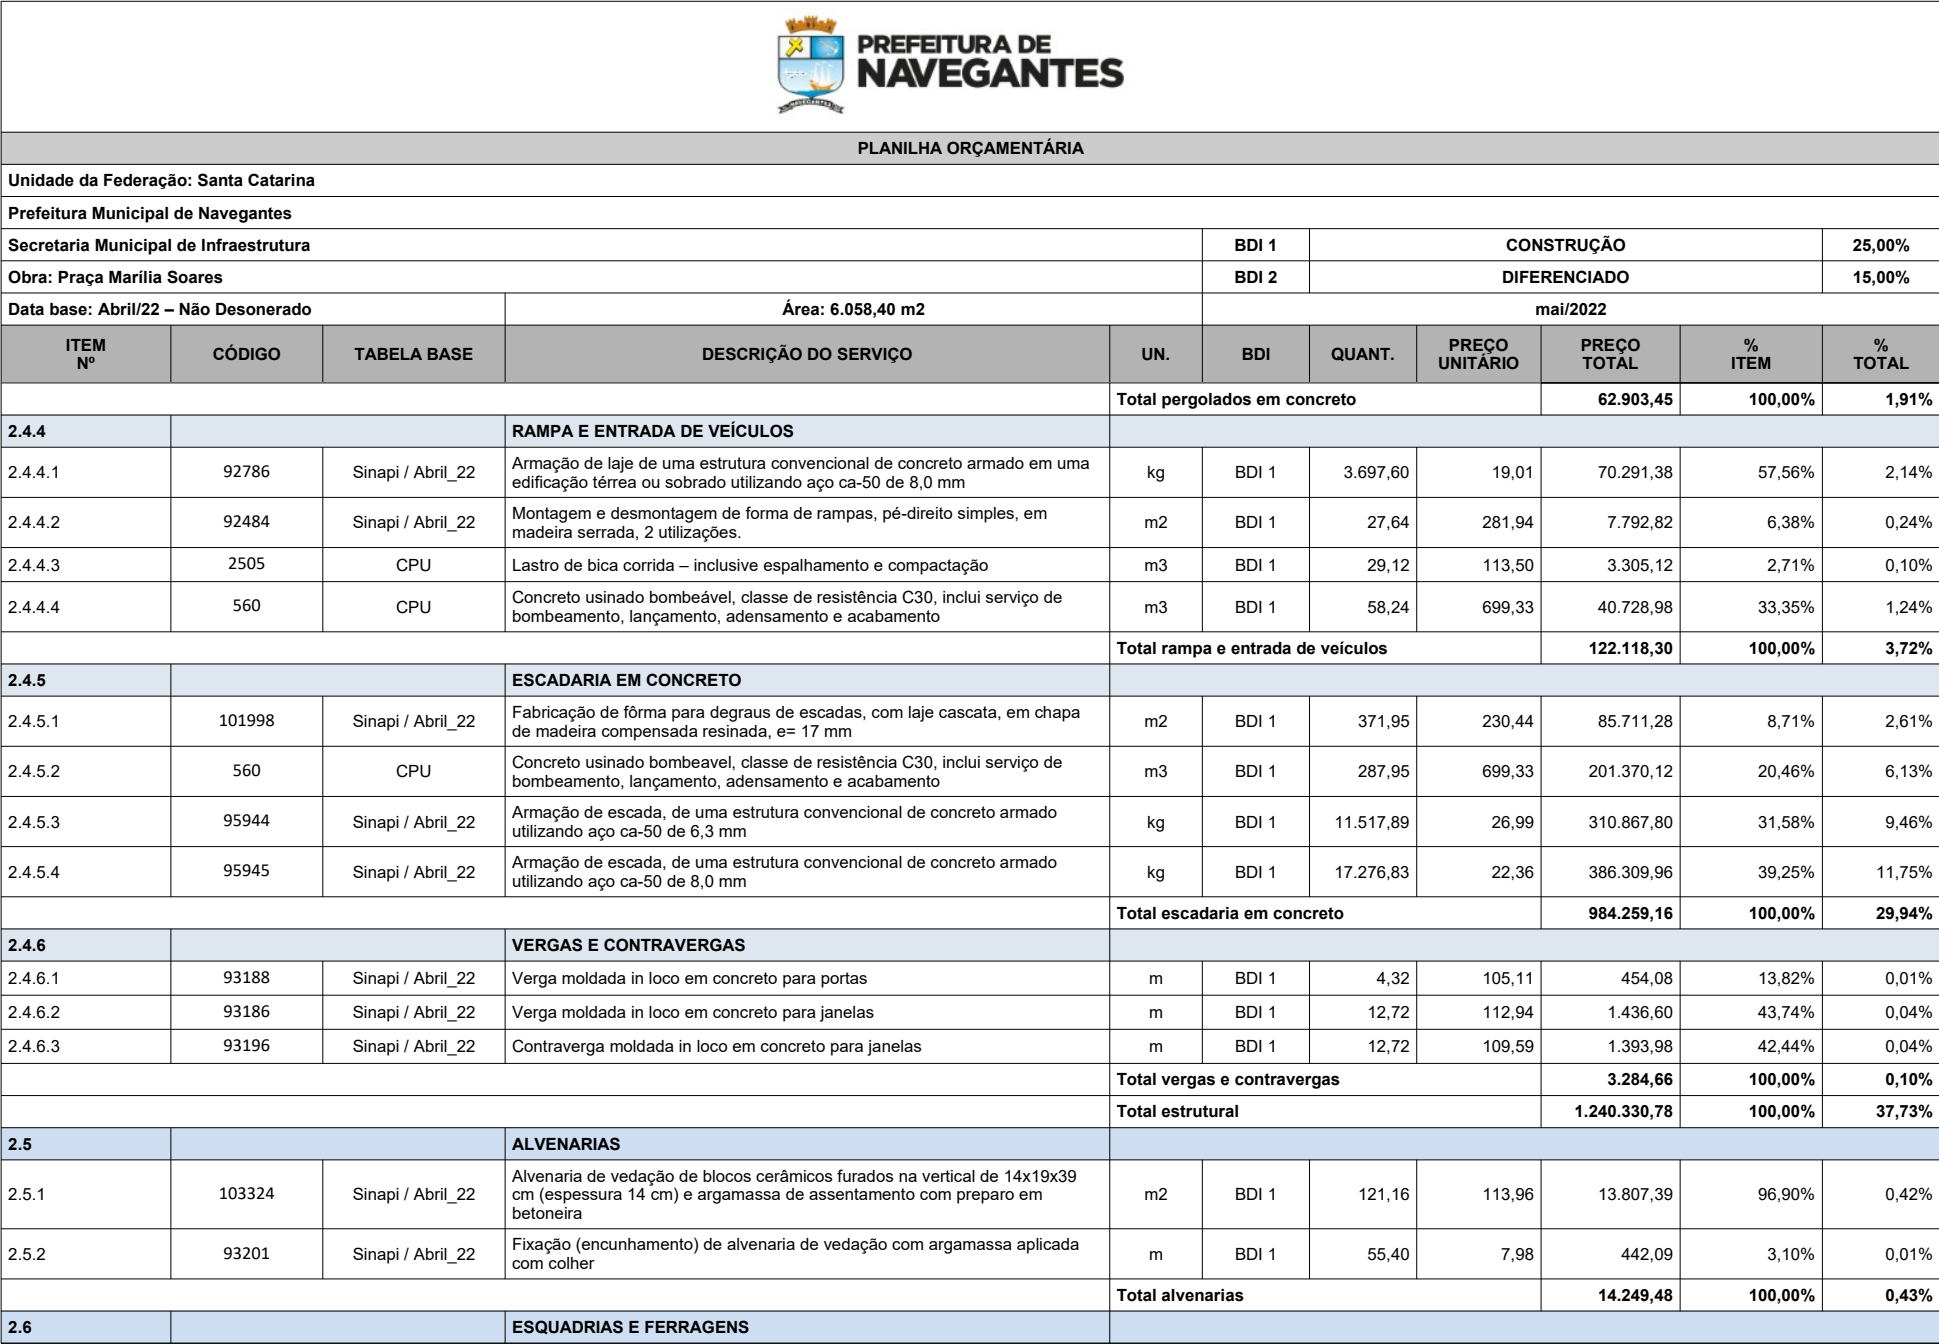 PREFEITURA DE
NAVEGANTES
NAVEGANTES
PLANILHA ORÇAMENTÁRIA
Unidade da Federação: Santa Catarina
Prefeitura Municipal de Navegantes
Secretaria Municipal de Infraestrutura BDI 1 CONSTRUÇÃO 25,00%
Obra: Praça Marília Soares BDI 2 DIFERENCIADO 15,00%
Data base: Abril/22 – Não Desonerado Área: 6.058,40 m2 mai/2022
ITEM Nº CÓDIGO TABELA BASE DESCRIÇÃO DO SERVIÇO UN. BDI QUANT. PREÇO UNITÁRIO PREÇO TOTAL % ITEM % TOTAL
Total pergolados em concreto 62.903,45 100,00% 1,91%
2.4.4 RAMPA E ENTRADA DE VEÍCULOS
2.4.4.1 92786 Sinapi / Abril_22 Armação de laje de uma estrutura convencional de concreto armado em uma
edificação térrea ou sobrado utilizando aço ca-50 de 8,0 mm kg BDI 1 3.697,60 19,01 70.291,38 57,56% 2,14%
2.4.4.2 92484 Sinapi / Abril_22 Montagem e desmontagem de forma de rampas, pé-direito simples, em
madeira serrada, 2 utilizações. m2 BDI 1 27,64 281,94 7.792,82 6,38% 0,24%
2.4.4.3 2505 CPU Lastro de bica corrida – inclusive espalhamento e compactação m3 BDI 1 29,12 113,50 3.305,12 2,71% 0,10%
2.4.4.4 560 CPU Concreto usinado bombeável, classe de resistência C30, inclui serviço de
bombeamento, lançamento, adensamento e acabamento m3 BDI 1 58,24 699,33 40.728,98 33,35% 1,24%
Total rampa e entrada de veículos 122.118,30 100,00% 3,72%
2.4.5 ESCADARIA EM CONCRETO
2.4.5.1 101998 Sinapi / Abril_22 Fabricação de fôrma para degraus de escadas, com laje cascata, em chapa
de madeira compensada resinada, e= 17 mm m2 BDI 1 371,95 230,44 85.711,28 8,71% 2,61%
2.4.5.2 560 CPU Concreto usinado bombeavel, classe de resistência C30, inclui serviço de
bombeamento, lançamento, adensamento e acabamento m3 BDI 1 287,95 699,33 201.370,12 20,46% 6,13%
2.4.5.3 95944 Sinapi / Abril_22 Armação de escada, de uma estrutura convencional de concreto armado
utilizando aço ca-50 de 6,3 mm kg BDI 1 11.517,89 26,99 310.867,80 31,58% 9,46%
2.4.5.4 95945 Sinapi / Abril_22 Armação de escada, de uma estrutura convencional de concreto armado
utilizando aço ca-50 de 8,0 mm kg BDI 1 17.276,83 22,36 386.309,96 39,25% 11,75%
Total escadaria em concreto 984.259,16 100,00% 29,94%
2.4.6 VERGAS E CONTRAVERGAS
2.4.6.1 93188 Sinapi / Abril_22 Verga moldada in loco em concreto para portas m BDI 1 4,32 105,11 454,08 13,82% 0,01%
2.4.6.2 93186 Sinapi / Abril_22 Verga moldada in loco em concreto para janelas m BDI 1 12,72 112,94 1.436,60 43,74% 0,04%
2.4.6.3 93196 Sinapi / Abril_22 Contraverga moldada in loco em concreto para janelas m BDI 1 12,72 109,59 1.393,98 42,44% 0,04%
Total vergas e contravergas 3.284,66 100,00% 0,10%
Total estrutural 1.240.330,78 100,00% 37,73%
2.5 ALVENARIAS
2.5.1 103324 Sinapi / Abril_22 Alvenaria de vedação de blocos cerâmicos furados na vertical de 14x19x39
cm (espessura 14 cm) e argamassa de assentamento com preparo em
betoneira m2 BDI 1 121,16 113,96 13.807,39 96,90% 0,42%
2.5.2 93201 Sinapi / Abril_22 Fixação (encunhamento) de alvenaria de vedação com argamassa aplicada
com colher m BDI 1 55,40 7,98 442,09 3,10% 0,01%
Total alvenarias 14.249,48 100,00% 0,43%
2.6 ESQUADRIAS E FERRAGENS